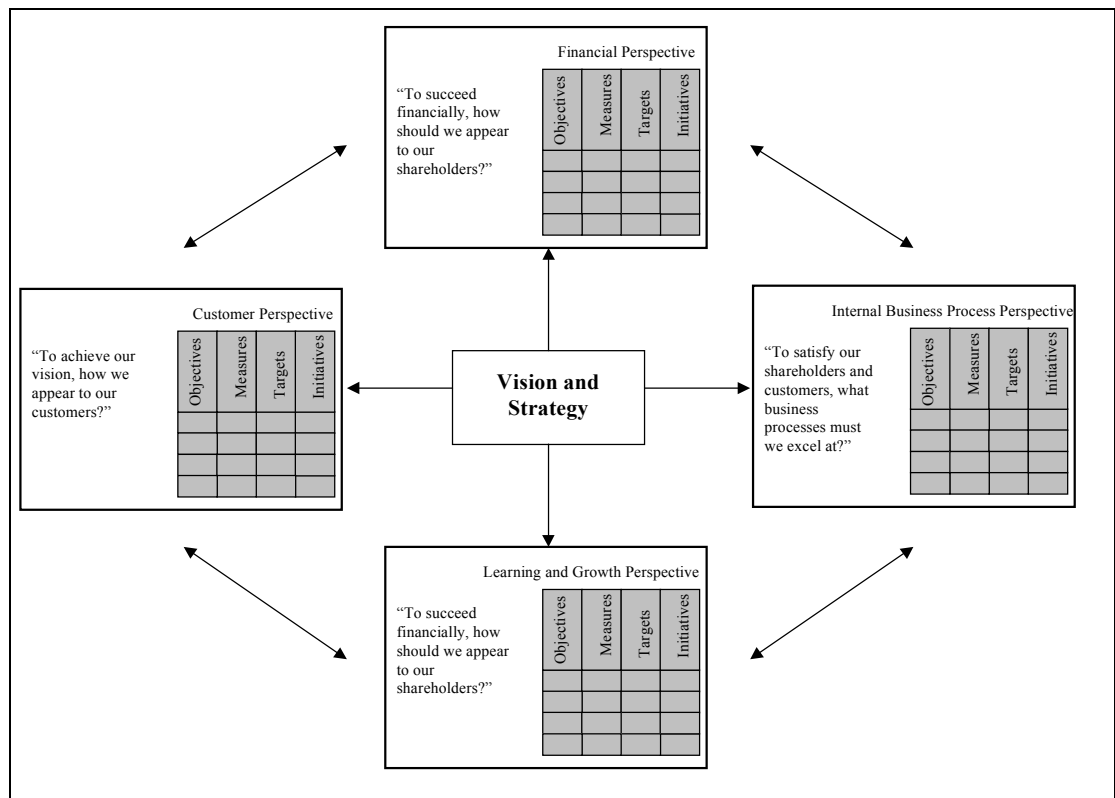 Financial Perspective
“To succeed
financially, how
should we appear
to our
shareholders?”
Objectives
Measures
Targets
Initiatives
Customer Perspective
“To achieve our
vision, how we
appear to our
customers?”
Objectives
Measures
Targets
Initiatives
Vision and
Strategy
Internal Business Process Perspective
“To satisfy our
shareholders and
customers, what
business
processes must
we excel at?”
Objectives
Measures
Targets
Initiatives
Learning and Growth Perspective
“To succeed
financially, how
should we appear
to our
shareholders?”
Objectives
Measures
Targets
Initiatives